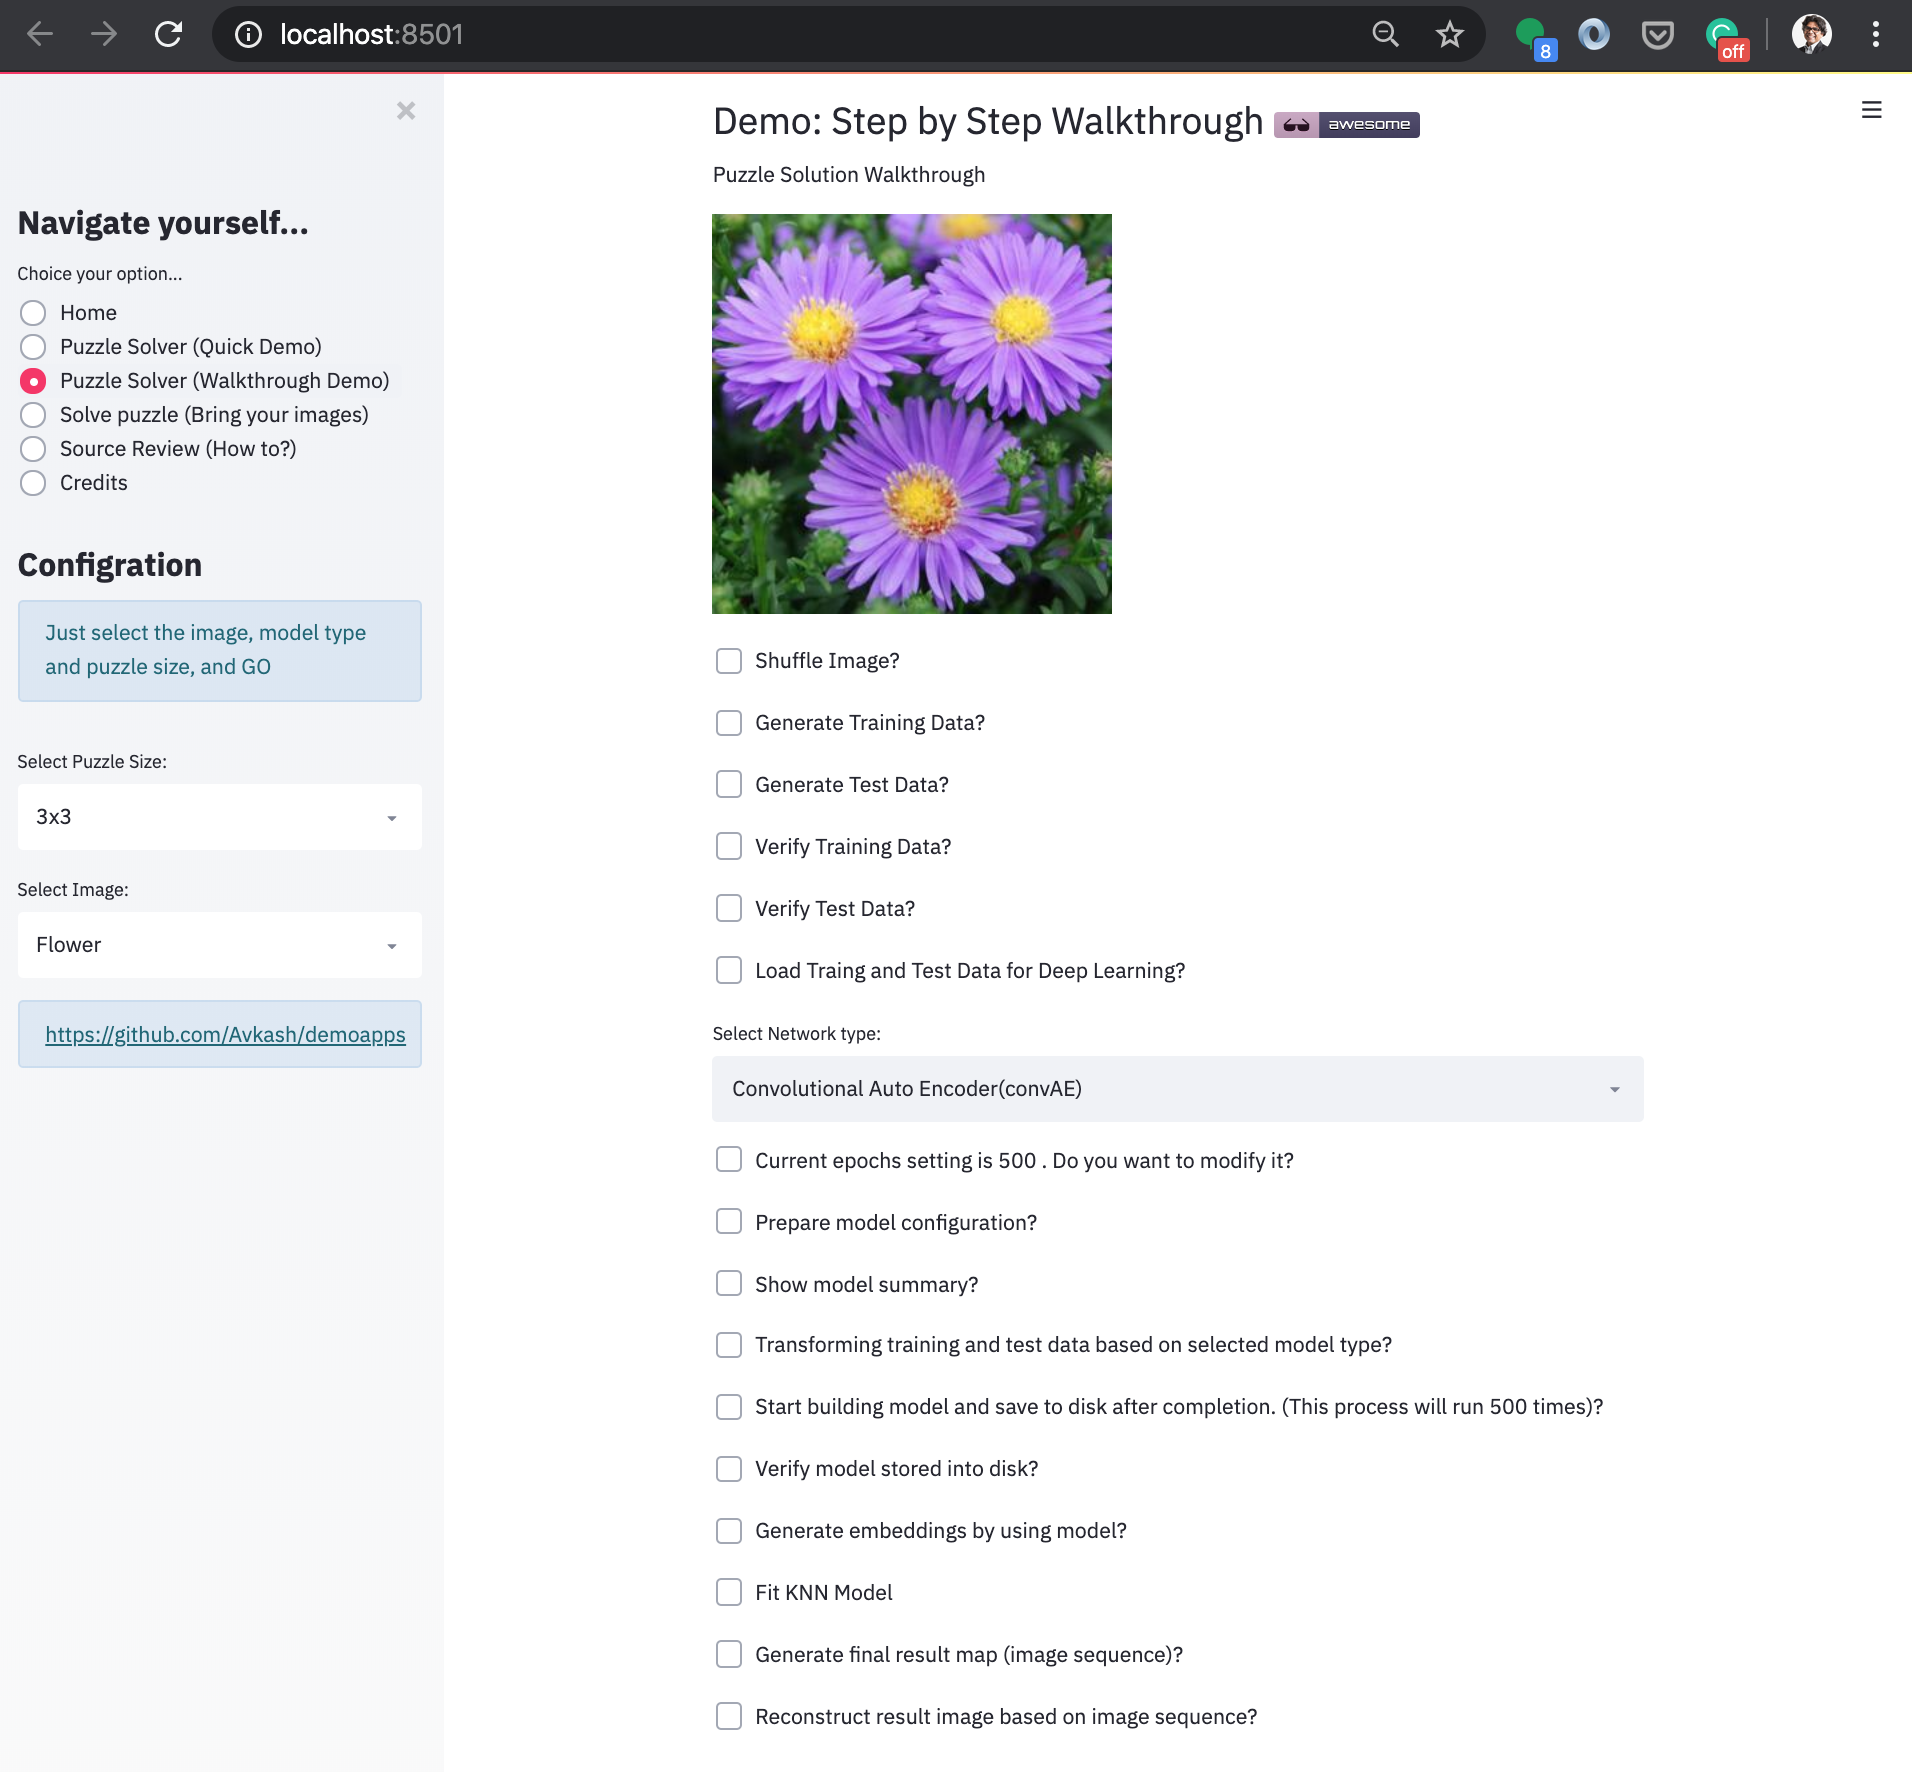 localhost:8501
8
off
Navigate yourself...
Choice your option...
Home
Puzzle Solver (Quick Demo)
Puzzle Solver (Walkthrough Demo)
Solve puzzle (Bring your images)
Source Review (How to?)
Credits
Configration
Just select the image, model type
and puzzle size, and GO
Select Puzzle Size:
3x3
Select Image:
Flower
https://github.com/Avkash/demoapps
Demo: Step by Step Walkthrough awesome
Puzzle Solution Walkthrough
Shuffle Image?
Generate Training Data?
Generate Test Data?
Verify Training Data?
Verify Test Data?
Load Traing and Test Data for Deep Learning?
Select Network type:
Convolutional Auto Encoder(convAE)
Current epochs setting is 500 . Do you want to modify it?
Prepare model configuration?
Show model summary?
Transforming training and test data based on selected model type?
Start building model and save to disk after completion. (This process will run 500 times)?
Verify model stored into disk?
Generate embeddings by using model?
Fit KNN Model
Generate final result map (image sequence)?
Reconstruct result image based on image sequence?